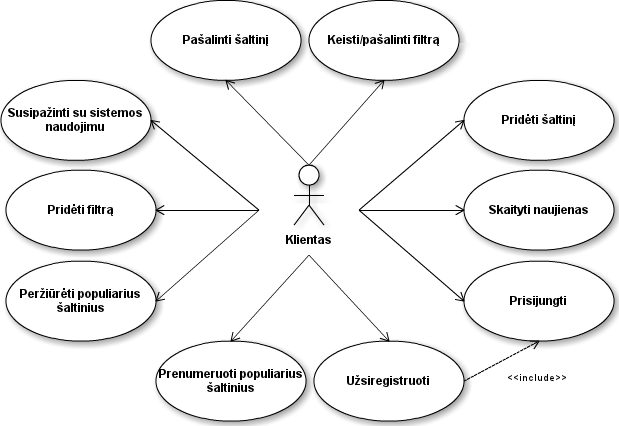 Pašalinti šaltinį
Keisti/pašalinti filtrą
Susipažinti su sistemos
naudojimu
Pridėti šaltinį
Pridėti filtrą
Skaityti naujienas
Klientas
Peržiūrėti populiarius
šaltinius
Prisijungti
Prenumeruoti populiarius
šaltinius
Užsiregistruoti
<<include>>